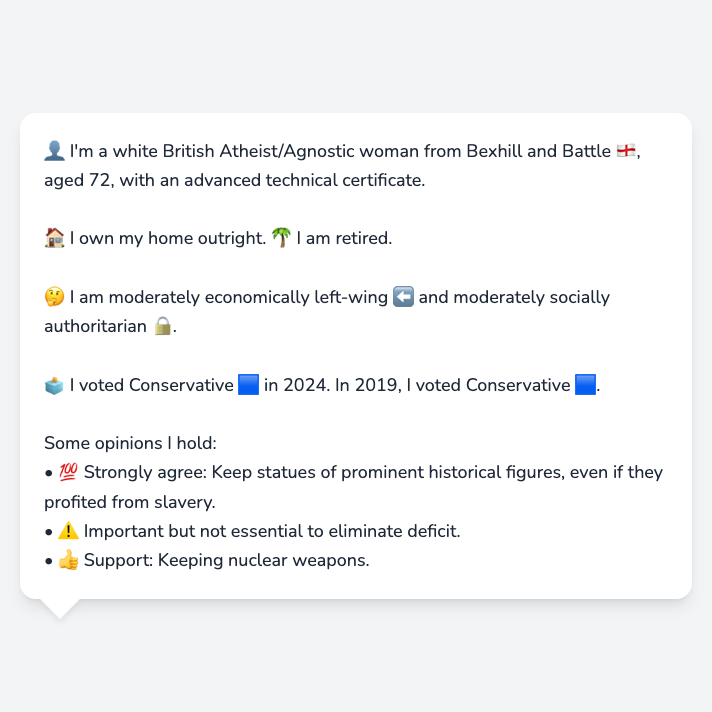 👤 I'm a white British Atheist/Agnostic woman from Bexhill and Battle 🏴󠁧󠁢󠁥󠁮󠁧󠁿,
aged 72, with an advanced technical certificate.
🏠 I own my home outright. 🌴 I am retired.
🤔 I am moderately economically left-wing ⬅️ and moderately socially
authoritarian 🔒.
🗳️ I voted Conservative 🟦 in 2024. In 2019, I voted Conservative 🟦.
Some opinions I hold:
• 💯 Strongly agree: Keep statues of prominent historical figures, even if they
profited from slavery.
• ⚠️ Important but not essential to eliminate deficit.
• 👍 Support: Keeping nuclear weapons.